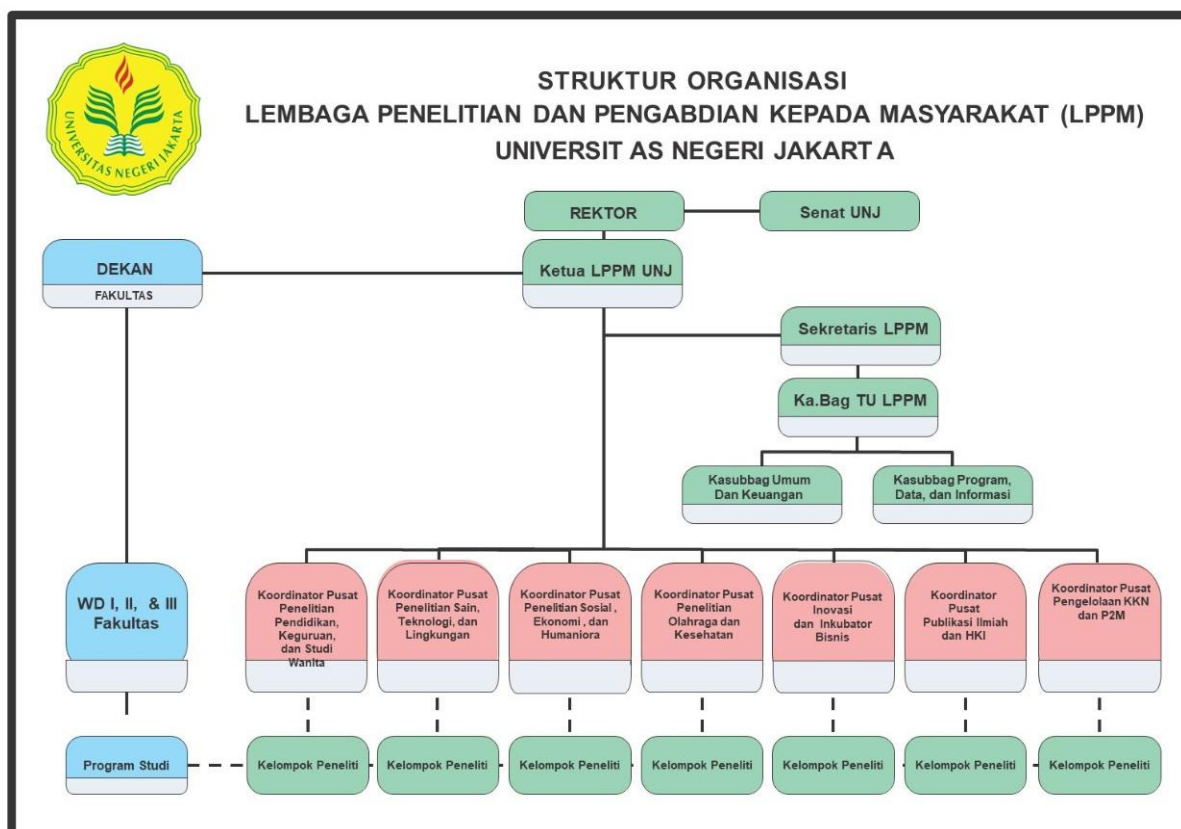 UNIVERSITAS NEGERI JAKARTA
STRUKTUR ORGANISASI
LEMBAGA PENELITIAN DAN PENGABDIAN KEPADA MASYARAKAT (LPPM)
UNIVERSIT AS NEGERI JAKART A
REKTOR
Senat UNJ
DEKAN
FAKULTAS
Ketua LPPM UNJ
Sekretaris LPPM
Ka.Bag TU LPPM
Kasubbag Umum
Dan Keuangan
Kasubbag Program,
Data, dan Informasi
WD I, II, & III
Fakultas
Koordinator Pusat
Penelitian
Pendidikan,
Keguruan,
dan Studi
Wanita
Koordinator Pusat
Penelitian Sain,
Teknologi, dan
Lingkungan
Koordinator Pusat
Penelitian Sosial ,
Ekonomi , dan
Humaniora
Koordinator Pusat
Penelitian
Olahraga dan
Kesehatan
Koordinator Pusat
Inovasi
dan Inkubator
Bisnis
Koordinator
Pusat
Publikasi Ilmiah
dan HKI
Koordinator Pusat
Pengelolaan KKN
dan P2M
Program Studi
Kelompok Peneliti
Kelompok Peneliti
Kelompok Peneliti
Kelompok Peneliti
Kelompok Peneliti
Kelompok Peneliti
Kelompok Peneliti